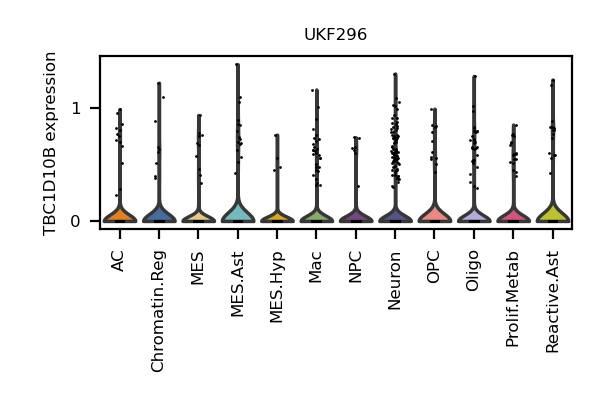 UKF296
TBC1D10B expression
1
0
AC
Chromatin.Reg
MES
MES.Ast
MES.Hyp
Mac
NPC
Neuron
OPC
Oligo
Prolif.Metab
Reactive.Ast